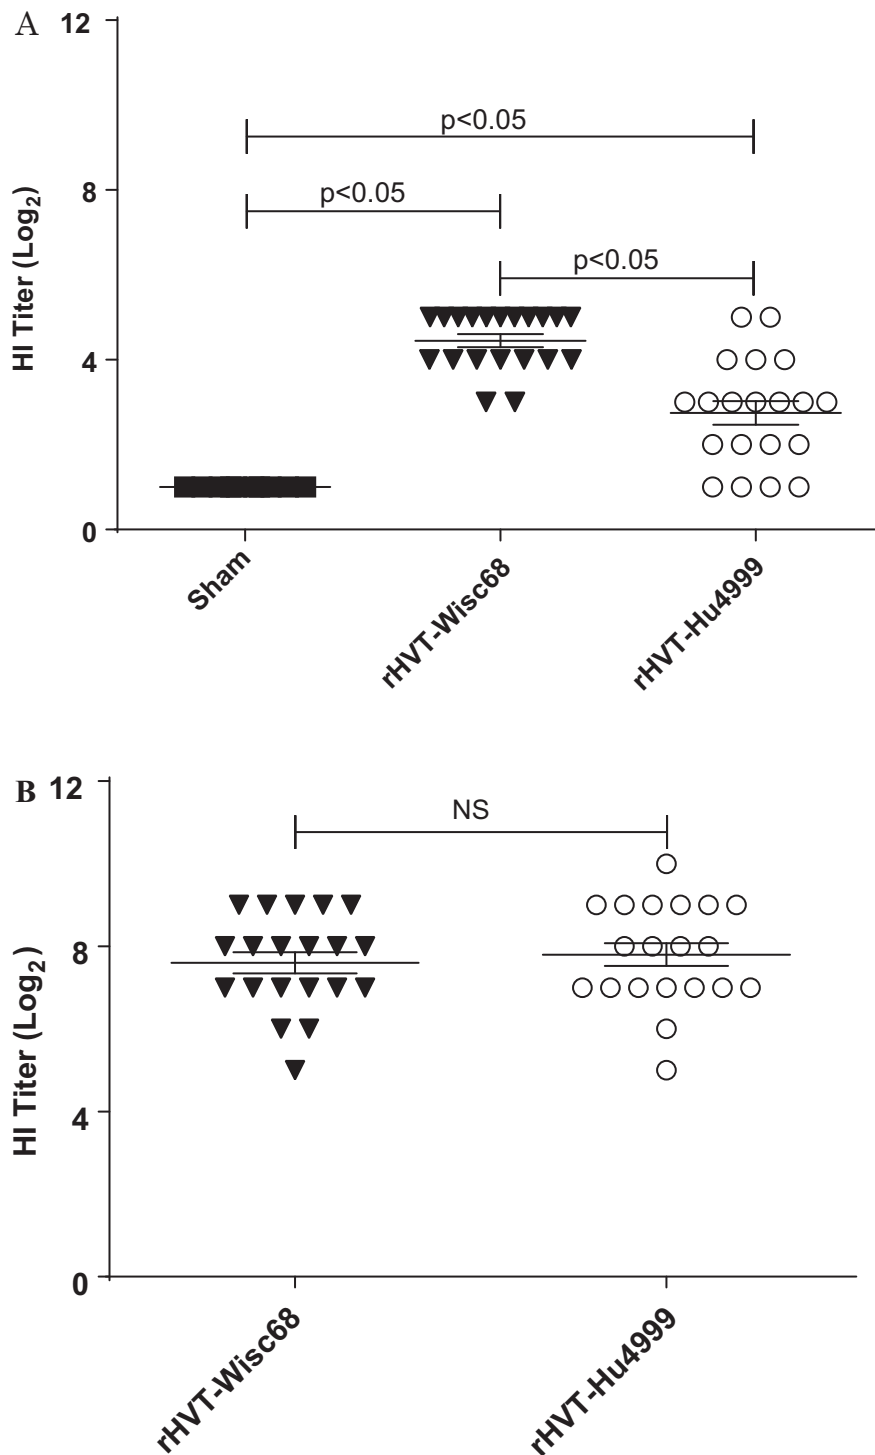 A
12
p<0.05
8
p<0.05
p<0.05
HI Titer (Log₂)
4
0
Sham
rHVT-Wisc68
rHVT-Hu4999
B
12
NS
8
HI Titer (Log₂)
4
0
rHVT-Wisc68
rHVT-Hu4999